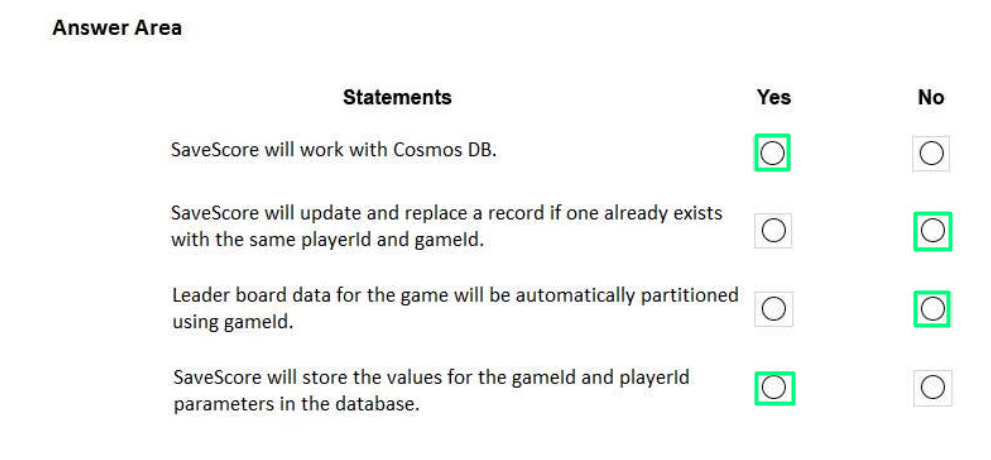 Answer Area
Statements Yes No
SaveScore will work with Cosmos DB.
SaveScore will update and replace a record if one already exists
with the same playerId and gameId.
Leader board data for the game will be automatically partitioned
using gameId.
SaveScore will store the values for the gameId and playerId
parameters in the database.